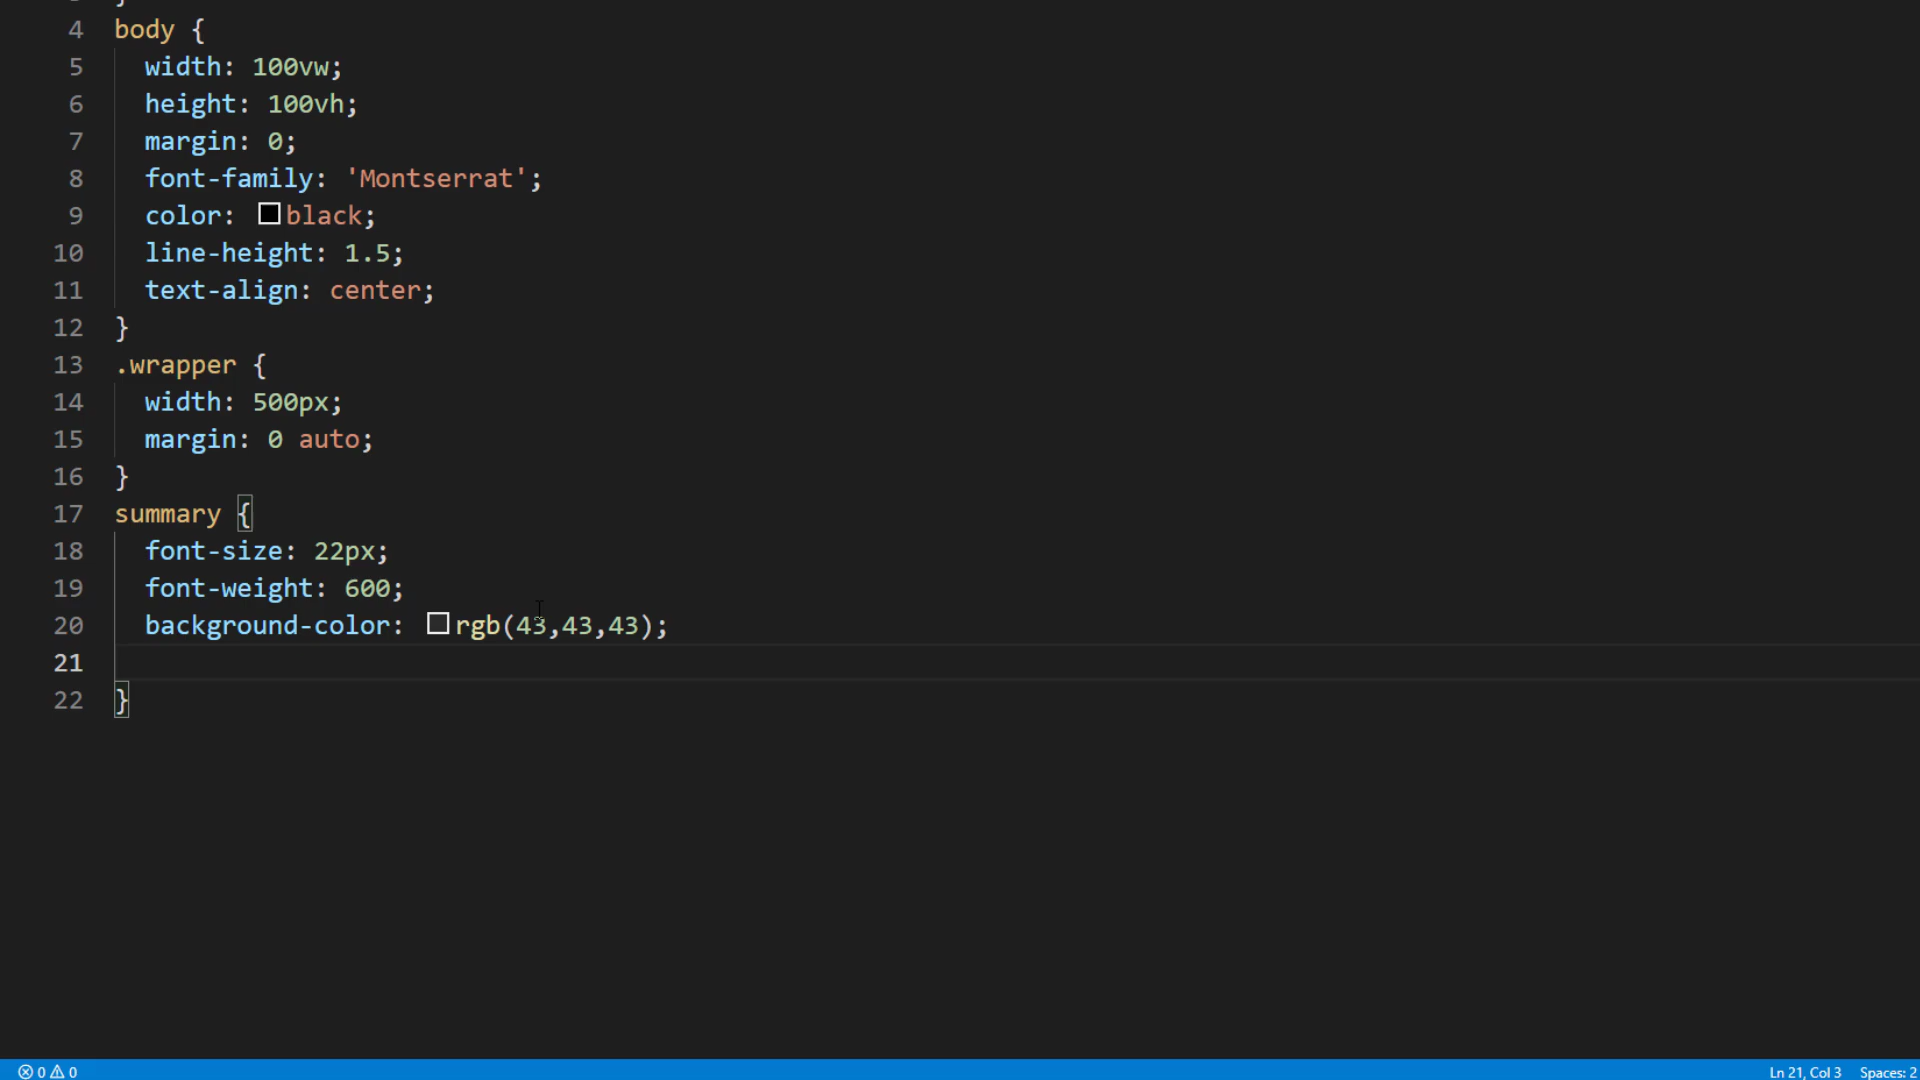 4 body {
5 width: 100vw;
6 height: 100vh;
7 margin: 0;
8 font-family: 'Montserrat';
9 color: black;
10 line-height: 1.5;
11 text-align: center;
12 }
13 .wrapper {
14 width: 500px;
15 margin: 0 auto;
16 }
17 summary {
18 font-size: 22px;
19 font-weight: 600;
20 background-color: rgb(43,43,43);
21
22 }
0 0 Ln 21, Col 3 Spaces: 2